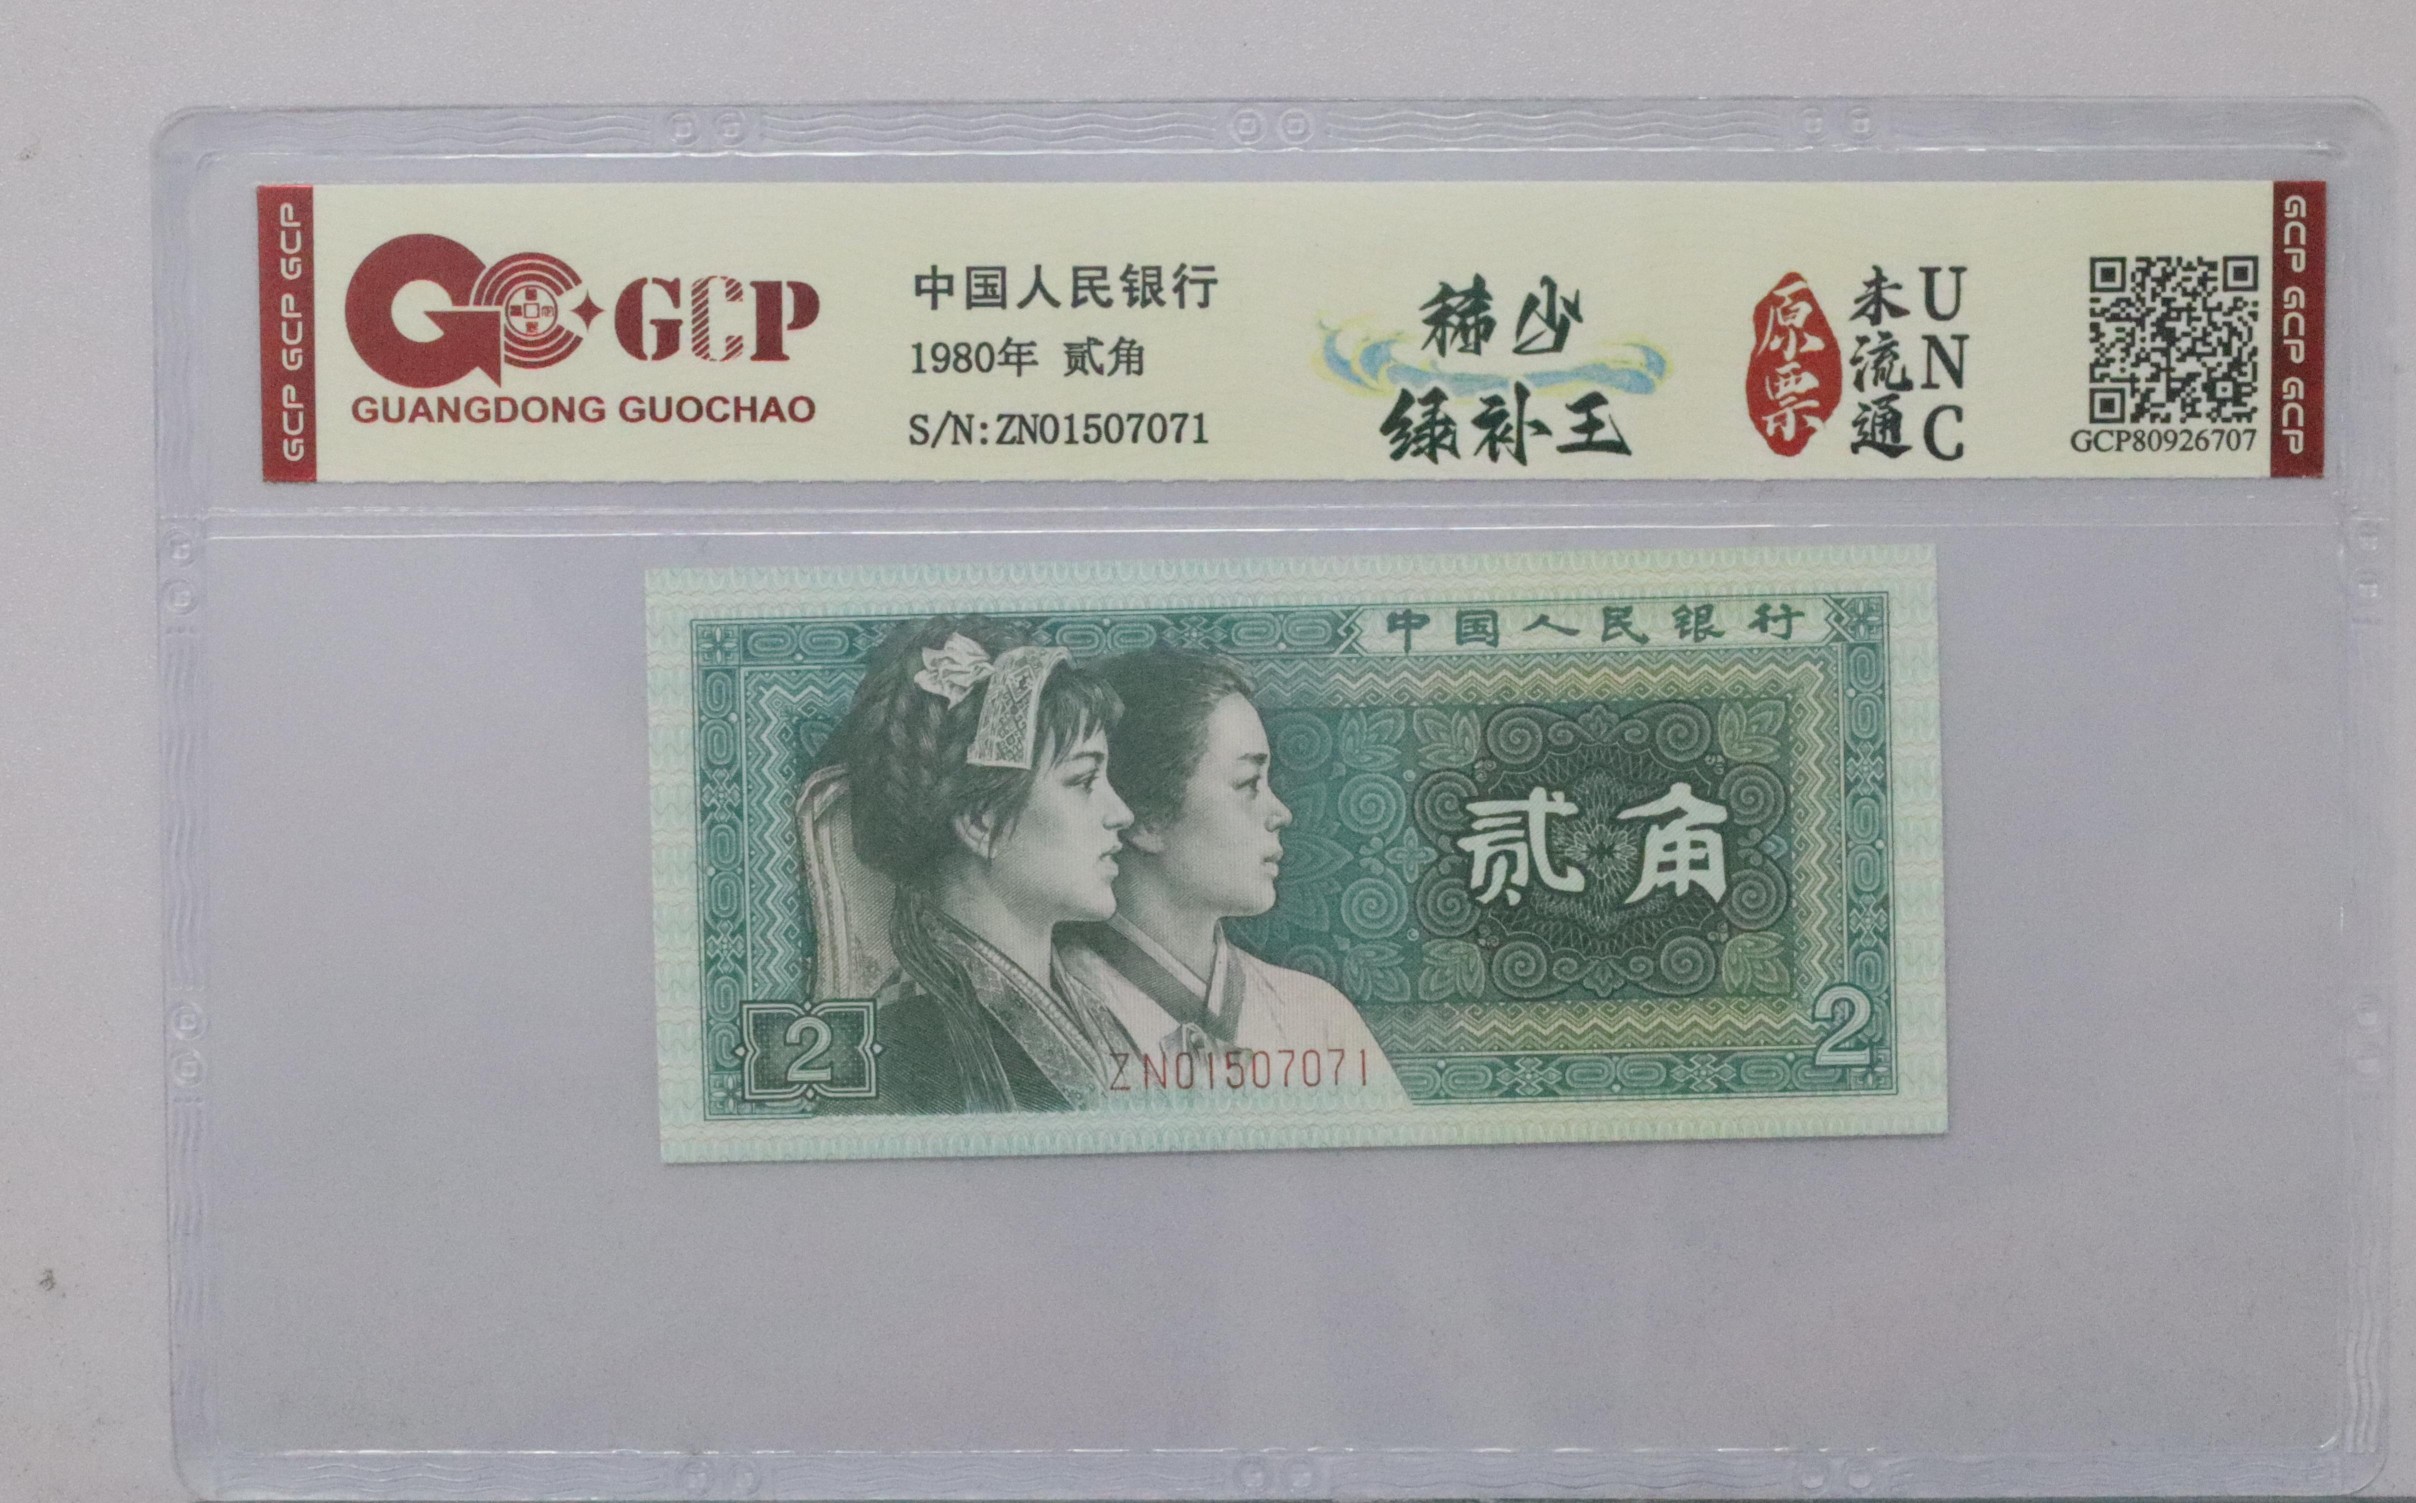 GCP GCP GCP
GCP
GUANGDONG GUOCHAO
中国人民银行
1980年 贰角
S/N:ZN01507071
稀少
绿补王
原票
未流通
UNC
GCP80926707
GCP GCP GCP
中国人民银行
贰角
2
2
ZN01507071